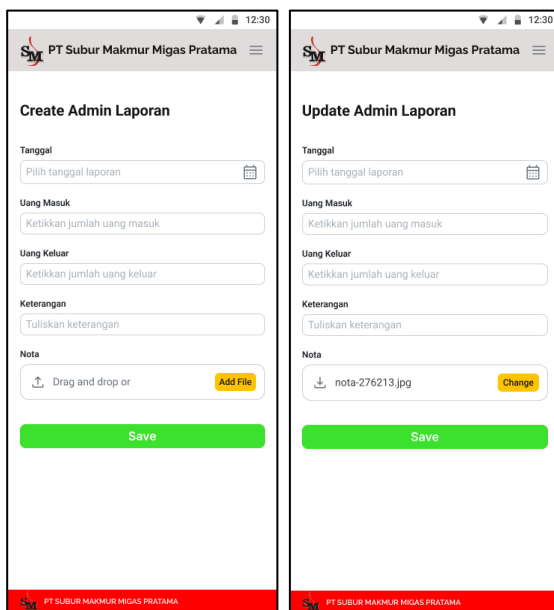 12:30
SM PT Subur Makmur Migas Pratama
Create Admin Laporan
Tanggal
Pilih tanggal laporan
Uang Masuk
Ketikkan jumlah uang masuk
Uang Keluar
Ketikkan jumlah uang keluar
Keterangan
Tuliskan keterangan
Nota
Drag and drop or Add File
Save
SM PT SUBUR MAKMUR MIGAS PRATAMA
12:30
SM PT Subur Makmur Migas Pratama
Update Admin Laporan
Tanggal
Pilih tanggal laporan
Uang Masuk
Ketikkan jumlah uang masuk
Uang Keluar
Ketikkan jumlah uang keluar
Keterangan
Tuliskan keterangan
Nota
nota-276213.jpg Change
Save
SM PT SUBUR MAKMUR MIGAS PRATAMA